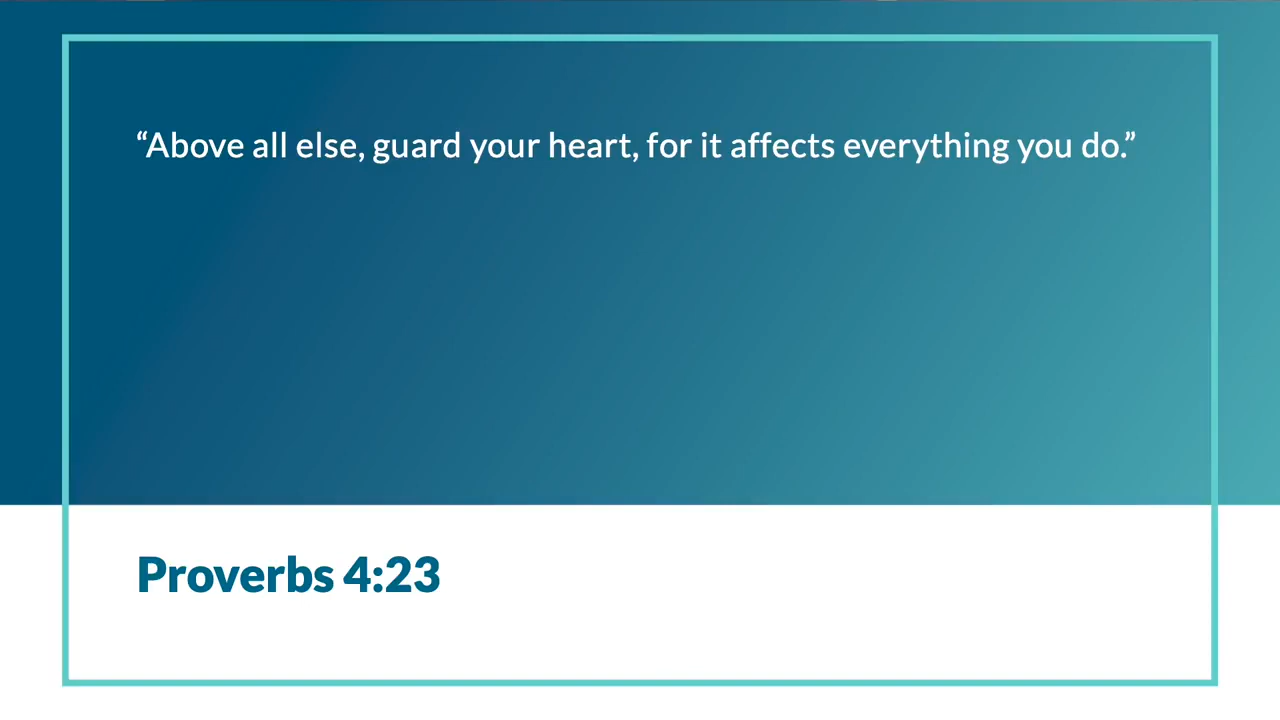 “Above all else, guard your heart, for it affects everything you do.”
Proverbs 4:23